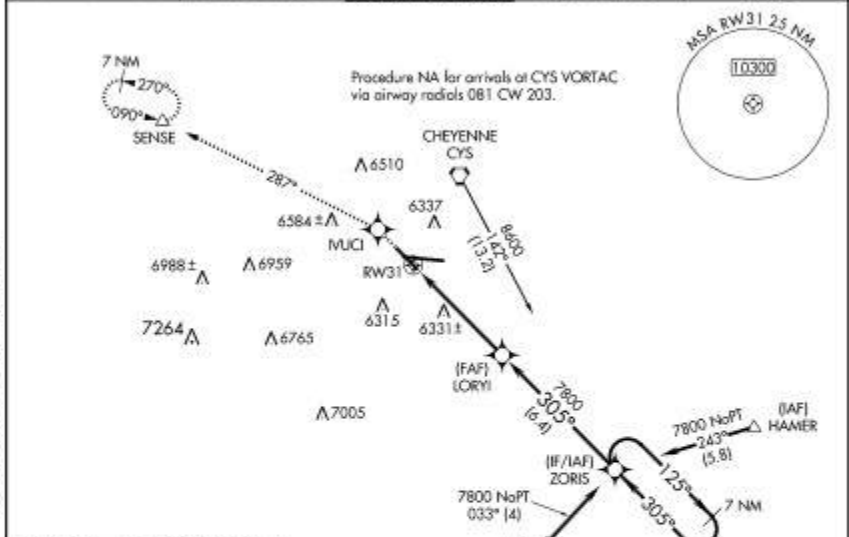 MSA RW31 25 NM
10300
7 NM
270°
090°
SENSE
Procedure NA for arrivals at CYS VORTAC
via airway radials 081 CW 203.
CHEYENNE
CYS
287°
6510
6584±
6337
IVUCI
8600
142°
(13.2)
6988±
6959
RW31
7264
6765
6315
6331±
(FAF)
LORYI
7005
7800
305°
(6.4)
7800 NoPT
243°
(5.8)
(IAF)
HAMER
(IF/IAF)
ZORIS
125°
305°
7 NM
7800 NoPT
033° (4)